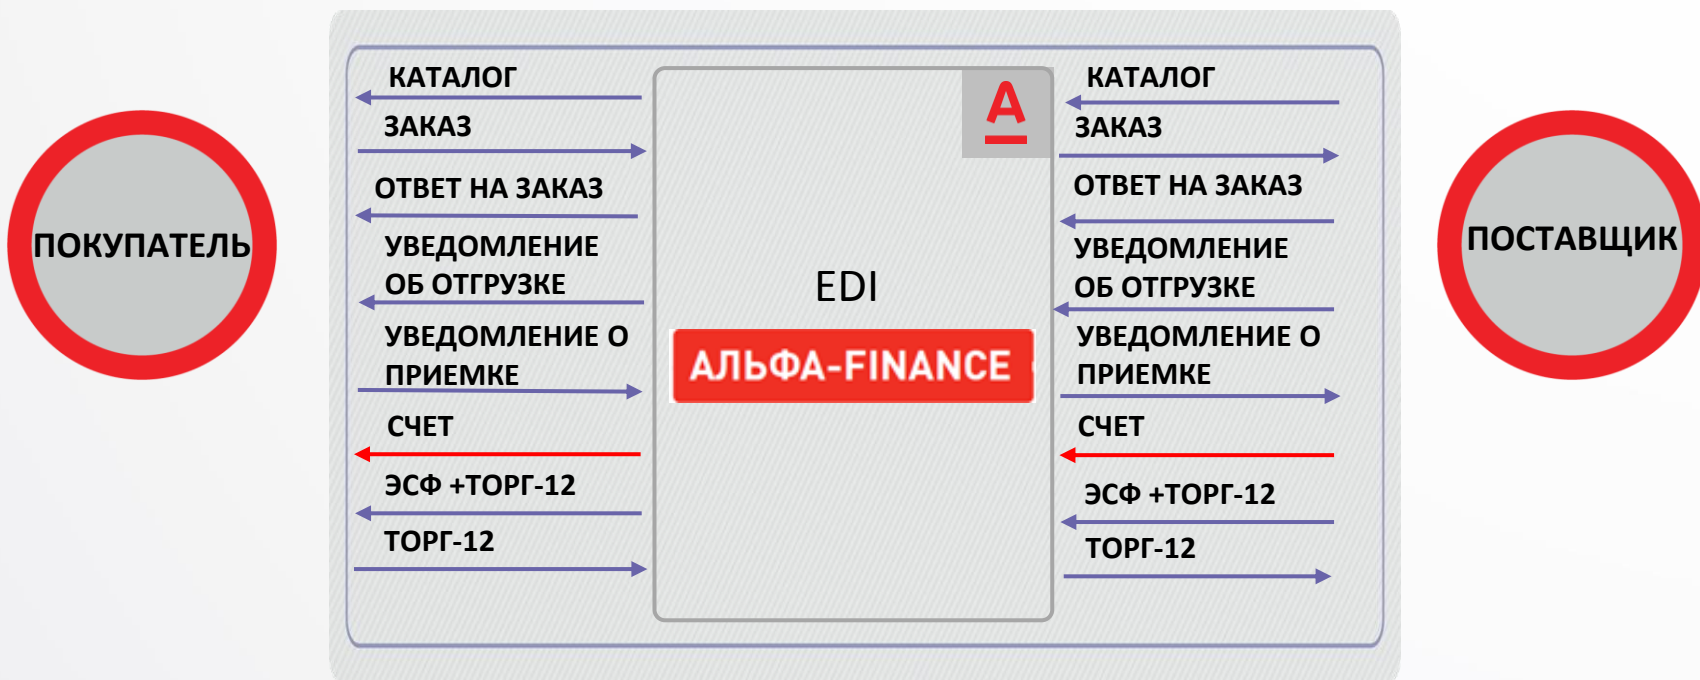 ПОКУПАТЕЛЬ
КАТАЛОГ
ЗАКАЗ
ОТВЕТ НА ЗАКАЗ
УВЕДОМЛЕНИЕ
ОБ ОТГРУЗКЕ
УВЕДОМЛЕНИЕ О
ПРИЕМКЕ
СЧЕТ
ЭСФ +ТОРГ-12
ТОРГ-12
А
EDI
АЛЬФА-FINANCE
КАТАЛОГ
ЗАКАЗ
ОТВЕТ НА ЗАКАЗ
УВЕДОМЛЕНИЕ
ОБ ОТГРУЗКЕ
УВЕДОМЛЕНИЕ О
ПРИЕМКЕ
СЧЕТ
ЭСФ +ТОРГ-12
ТОРГ-12
ПОСТАВЩИК